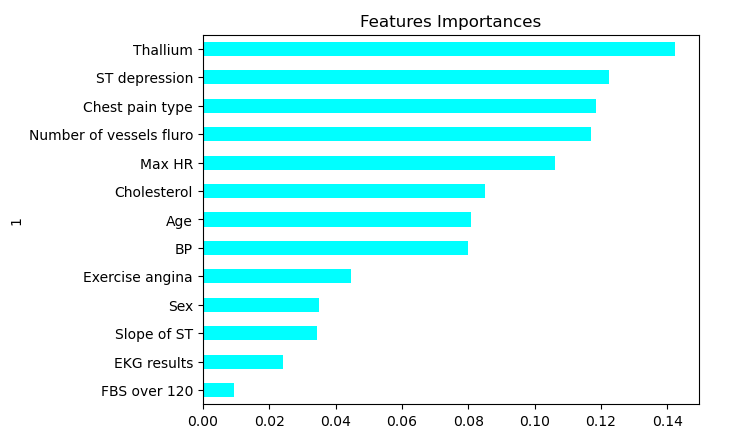 Features Importances
Thallium
ST depression
Chest pain type
Number of vessels fluro
Max HR
Cholesterol
Age
BP
Exercise angina
Sex
Slope of ST
EKG results
FBS over 120
1
0.00 0.02 0.04 0.06 0.08 0.10 0.12 0.14